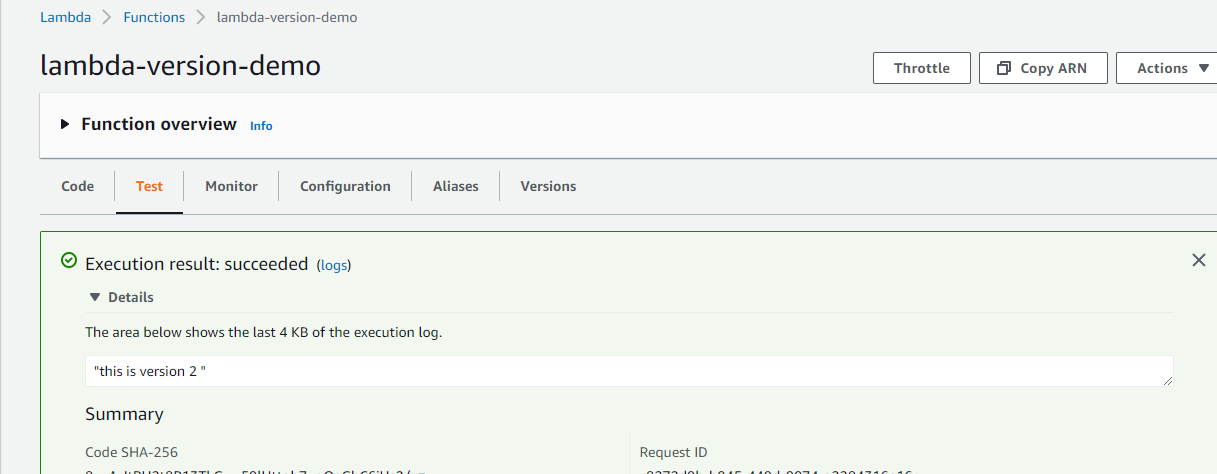 Lambda > Functions > lambda-version-demo
lambda-version-demo
Throttle Copy ARN Actions
Function overview Info
Code Test Monitor Configuration Aliases Versions
Execution result: succeeded (logs)
Details
The area below shows the last 4 KB of the execution log.
"this is version 2 "
Summary
Code SHA-256 Request ID